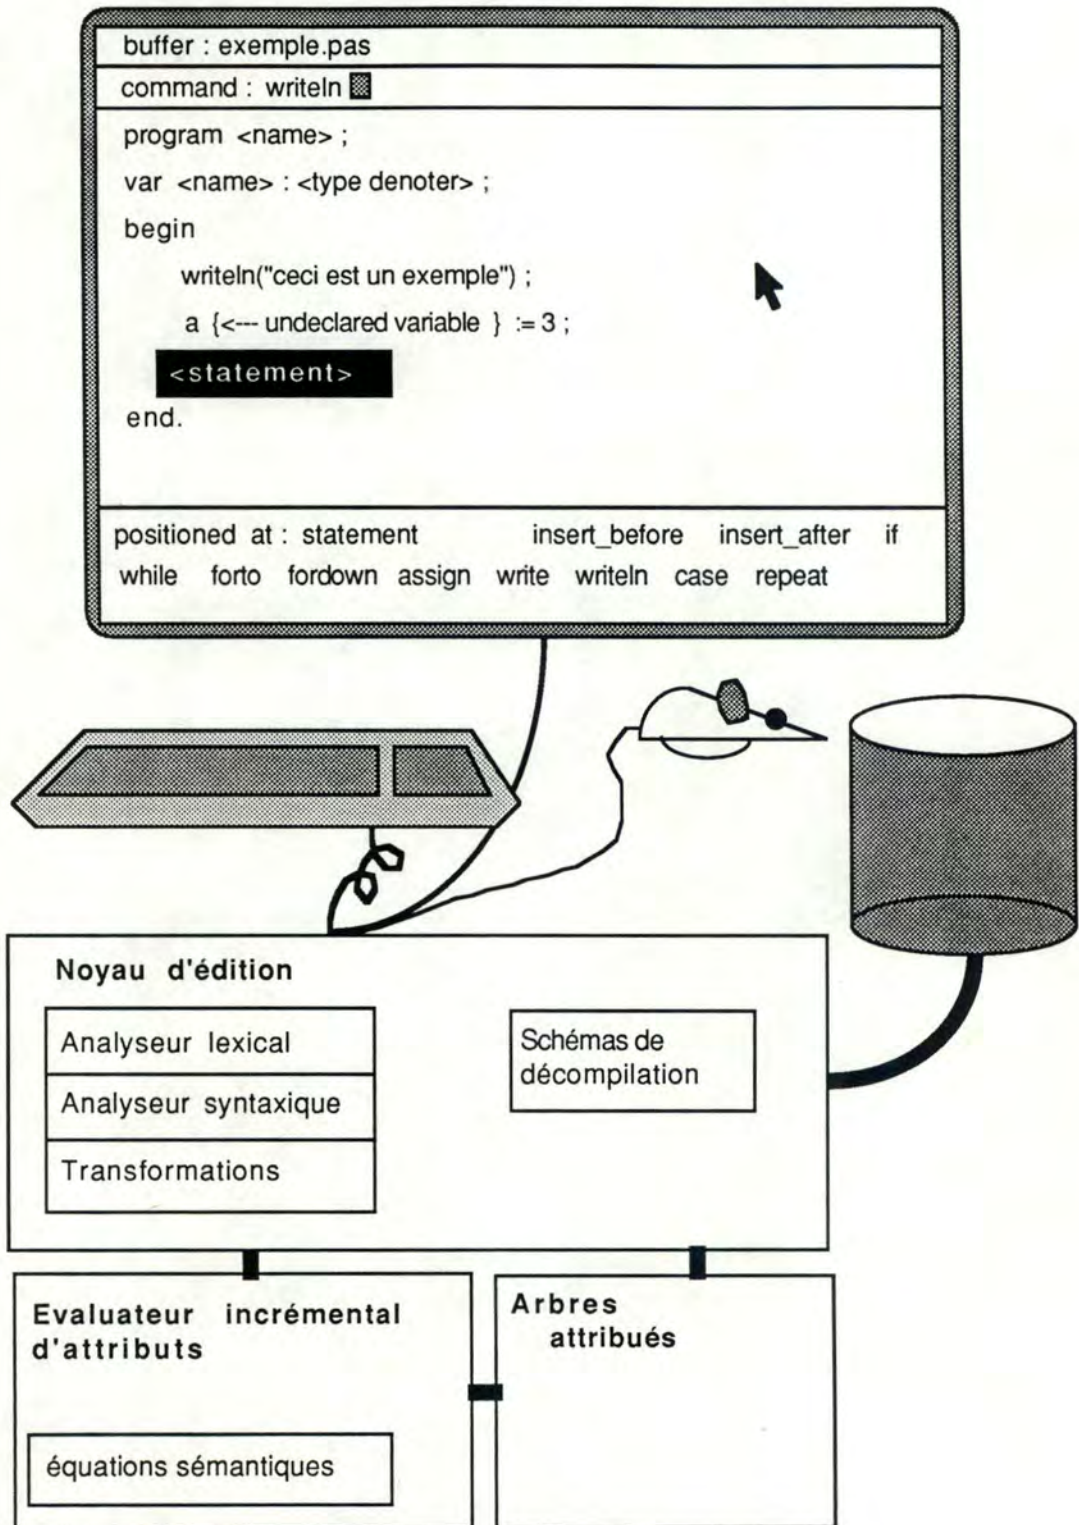 buffer : exemple.pas
command : writeln
program <name> ;
var <name> : <type denoter> ;
begin
writeln("ceci est un exemple") ;
a {<--- undeclared variable } := 3 ;
<statement>
end.
positioned at : statement insert_before insert_after if
while forto fordown assign write writeln case repeat
Noyau d'édition
Analyseur lexical
Analyseur syntaxique
Transformations
Schémas de
décompilation
Evaluateur incrémental
d'attributs
équations sémantiques
Arbres
attribués